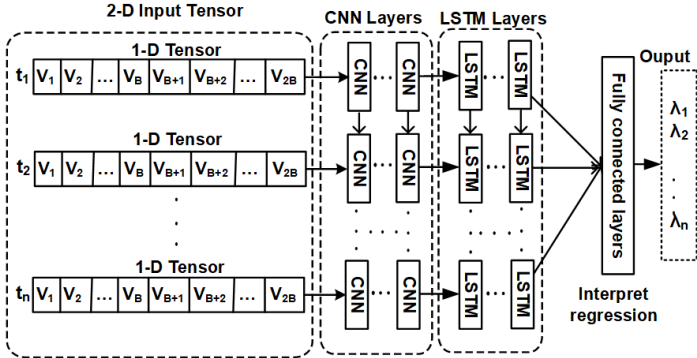 2-D Input Tensor
CNN Layers
LSTM Layers
1-D Tensor
t1 V1 V2 ... VB VB+1 VB+2 ... V2B
CNN ... CNN
LSTM ... LSTM
1-D Tensor
t2 V1 V2 ... VB VB+1 VB+2 ... V2B
CNN ... CNN
LSTM ... LSTM
1-D Tensor
tn V1 V2 ... VB VB+1 VB+2 ... V2B
CNN ... CNN
LSTM ... LSTM
Fully connected layers
Interpret
regression
Ouput
λ1
λ2
.
.
λn